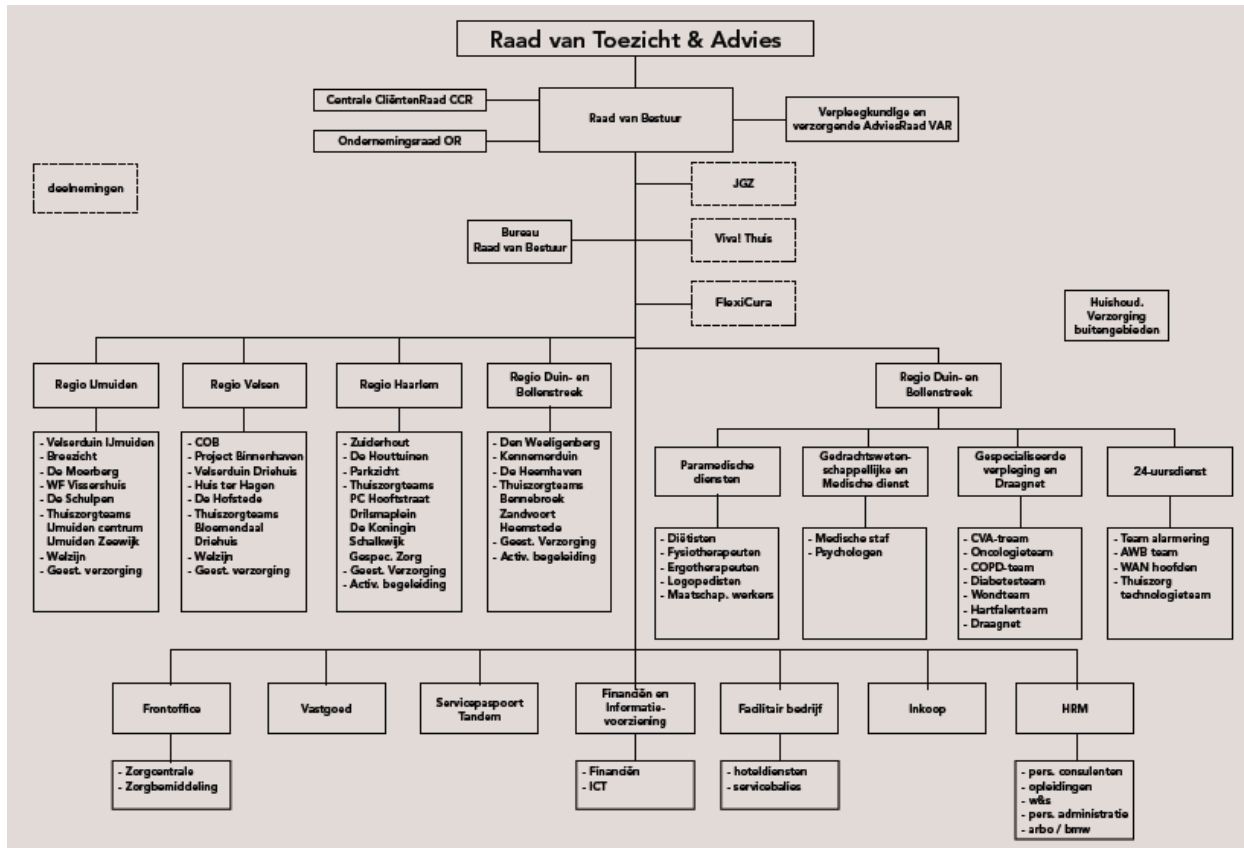 Raad van Toezicht & Advies
Centrale CliëntenRaad CCR
Raad van Bestuur
Verpleegkundige en
verzorgende AdviesRaad VAR
Ondernemingsraad OR
deelnemingen
JGZ
Bureau
Raad van Bestuur
Viva! Thuis
FlexiCura
Huishoud.
Verzorging
buitengebieden
Regio IJmuiden
Regio Velsen
Regio Haarlem
Regio Duin- en
Bollenstreek
Regio Duin- en
Bollenstreek
- Velserduin IJmuiden
- Breezicht
- De Moerberg
- WF Vissershuis
- De Schulpen
- Thuiszorgteams
IJmuiden centrum
IJmuiden Zeewijk
- Welzijn
- Geest. verzorging
- COB
- Project Binnenhaven
- Velserduin Driehuis
- Huis ter Hagen
- De Hofstede
- Thuiszorgteams
Bloemendaal
Driehuis
- Welzijn
- Geest. verzorging
- Zuiderhout
- De Houttuinen
- Parkzicht
- Thuiszorgteams
PC Hooftstraat
Drilsmaplein
De Koningin
Schalkwijk
Gespec. Zorg
- Geest. Verzorging
- Activ. begeleiding
- Den Weeligenberg
- Kennemerduin
- De Heemhaven
- Thuiszorgteams
Bennebroek
Zandvoort
Heemstede
- Geest. Verzorging
- Activ. begeleiding
Paramedische
diensten
Gedrachtsweten-
schappellijke en
Medische dienst
Gespecialiseerde
verpleging en
Draagnet
24-uursdienst
- Diëtisten
- Fysiotherapeuten
- Ergotherapeuten
- Logopedisten
- Maatschap. werkers
- Medische staf
- Psychologen
- CVA-tream
- Oncologieteam
- COPD-team
- Diabetesteam
- Wondteam
- Hartfalenteam
- Draagnet
- Team alarmering
- AWB team
- WAN hoofden
- Thuiszorg
technologieteam
Frontoffice
Vastgoed
Servicepaspoort
Tandem
Financiën en
Informatie-
voorziening
Facilitair bedrijf
Inkoop
HRM
- Zorgcentrale
- Zorgbemiddeling
- Financiën
- ICT
- hoteldiensten
- servicebalies
- pers. consulenten
- opleidingen
- w&s
- pers. administratie
- arbo / bmw